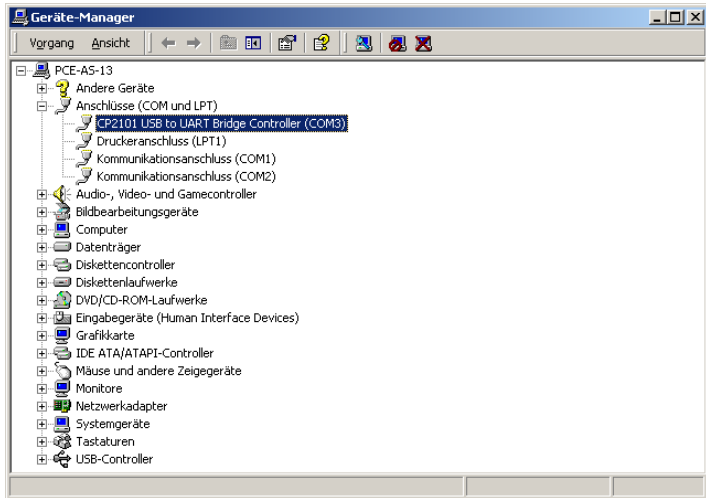 Geräte-Manager
Vorgang Ansicht
PCE-AS-13
Andere Geräte
Anschlüsse (COM und LPT)
CP2101 USB to UART Bridge Controller (COM3)
Druckeranschluss (LPT1)
Kommunikationsanschluss (COM1)
Kommunikationsanschluss (COM2)
Audio-, Video- und Gamecontroller
Bildbearbeitungsgeräte
Computer
Datenträger
Diskettencontroller
Diskettenlaufwerke
DVD/CD-ROM-Laufwerke
Eingabegeräte (Human Interface Devices)
Grafikkarte
IDE ATA/ATAPI-Controller
Mäuse und andere Zeigegeräte
Monitore
Netzwerkadapter
Systemgeräte
Tastaturen
USB-Controller